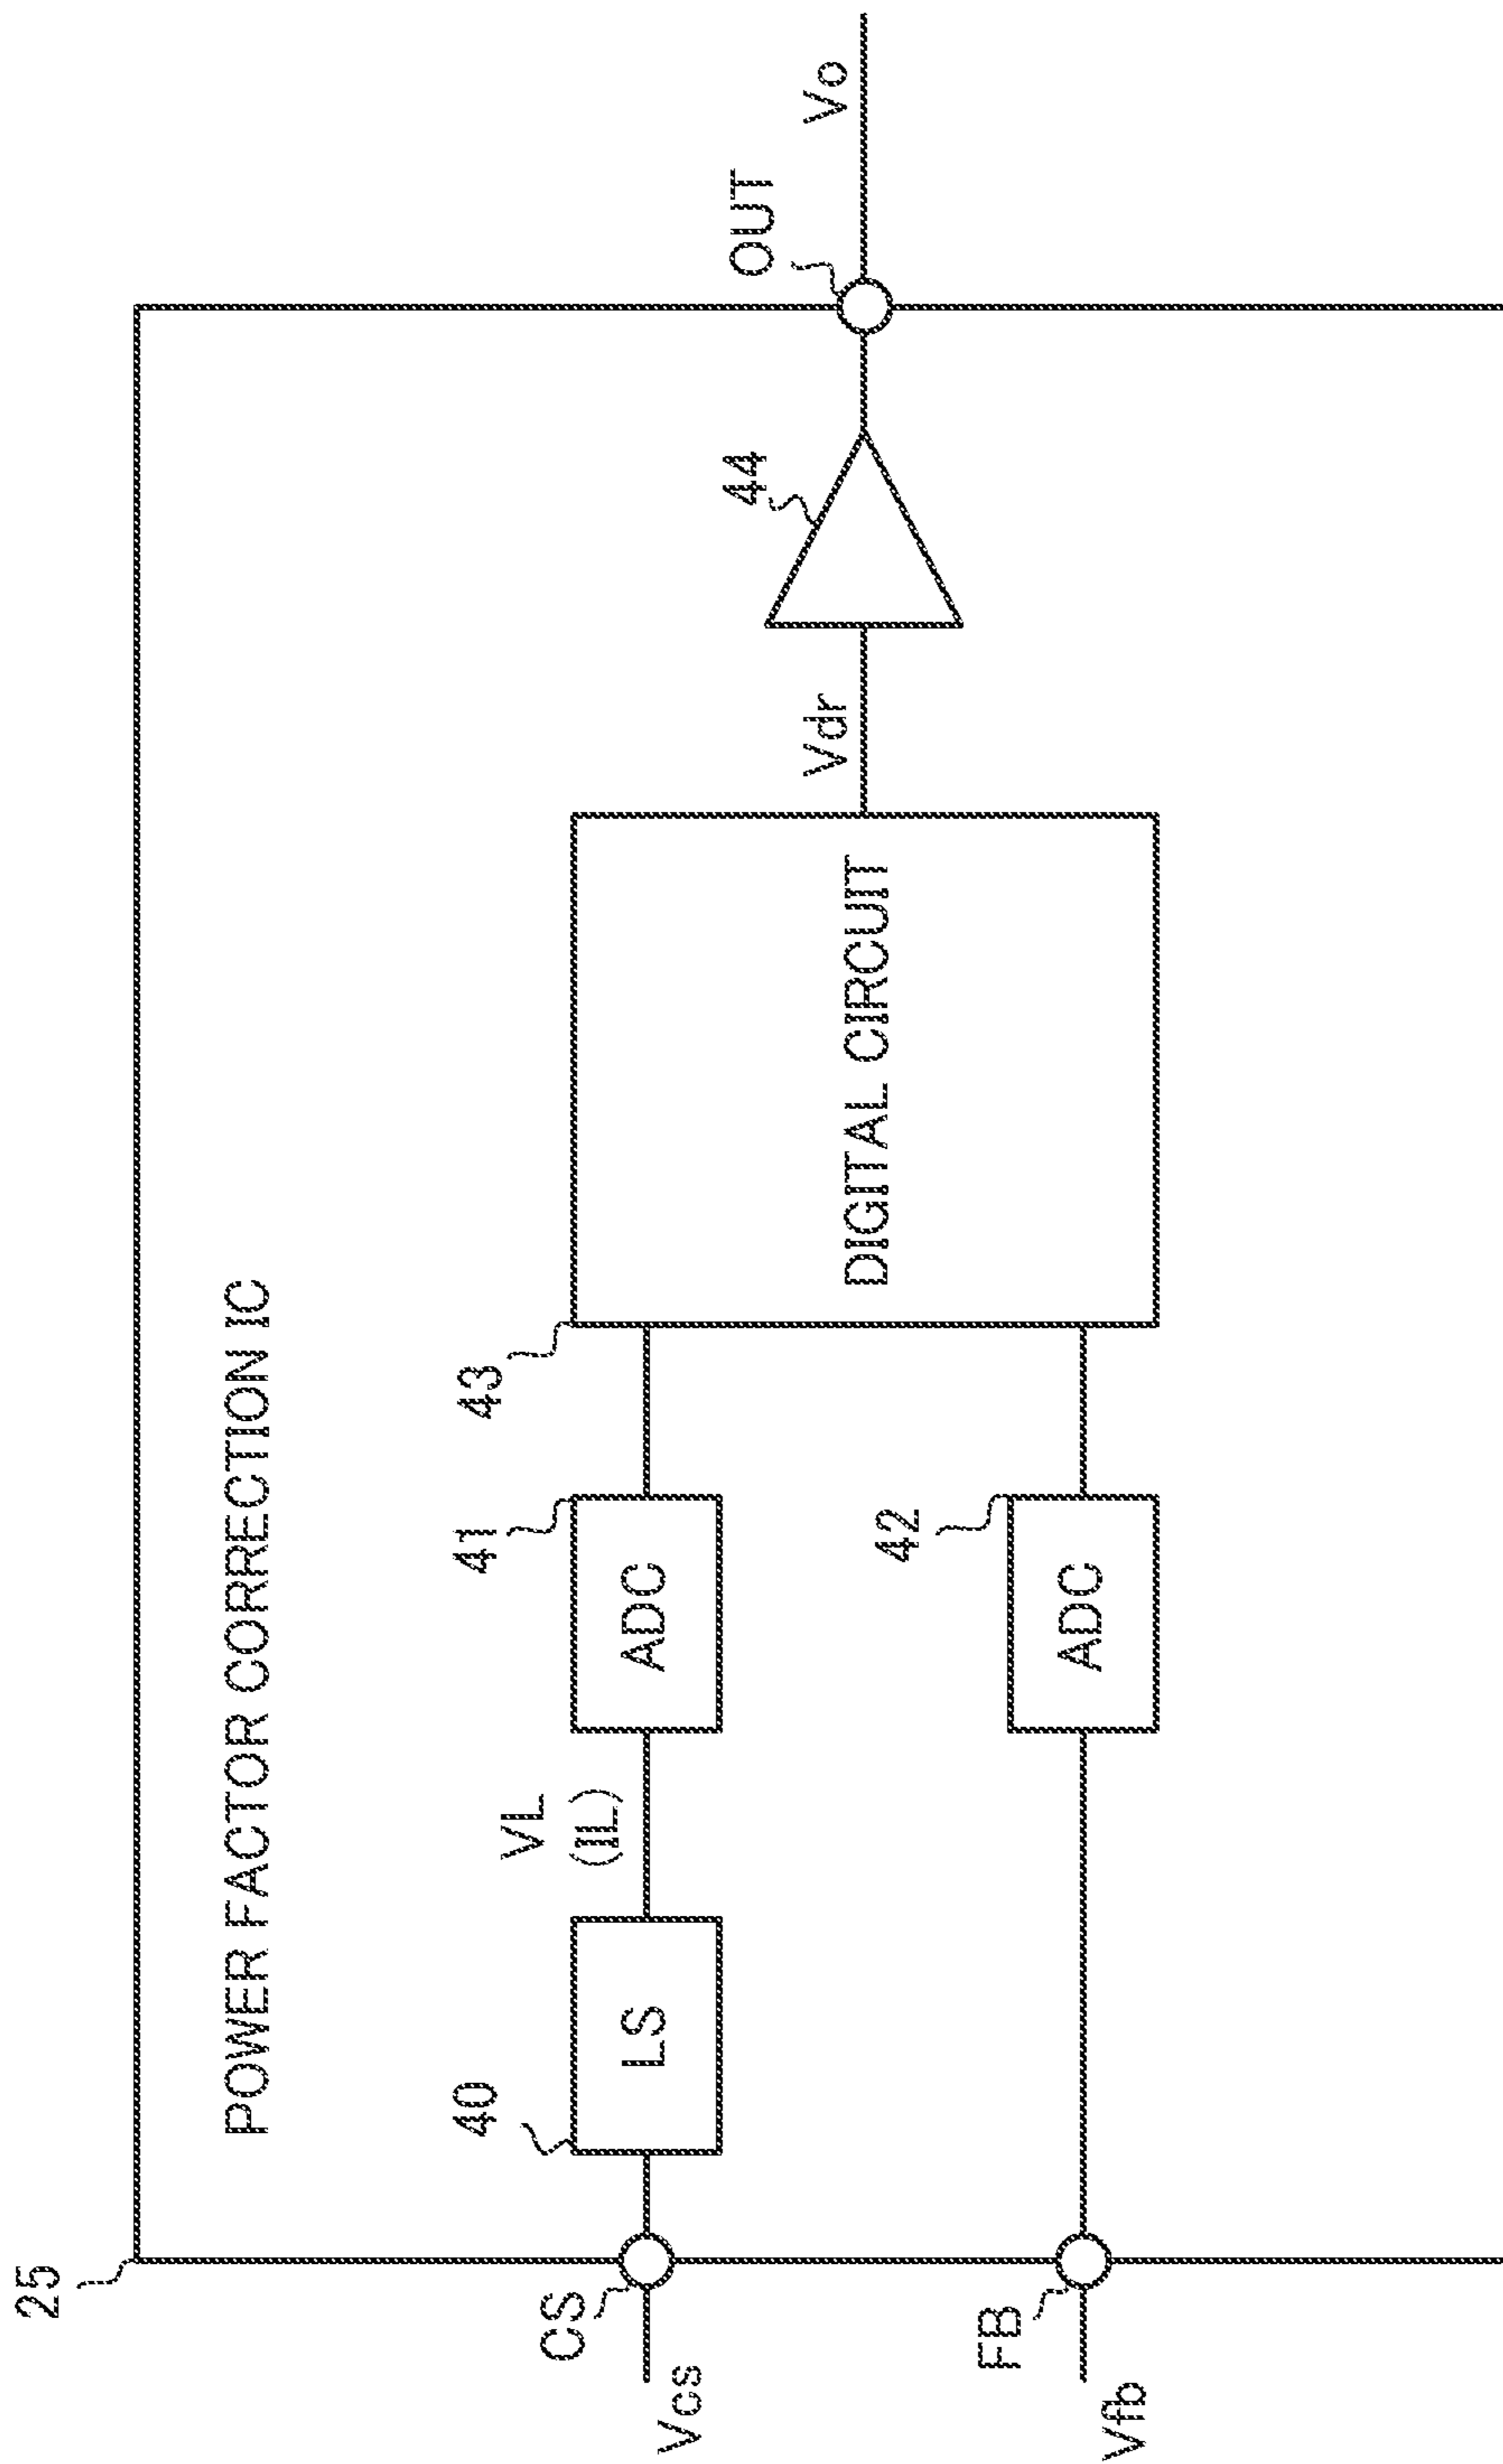 25
POWER FACTOR CORRECTION IC
40
LS
VL
(IL)
41
ADC
43
DIGITAL CIRCUIT
Vdr
44
OUT
Vo
CS
Vcs
42
ADC
FB
Vfb